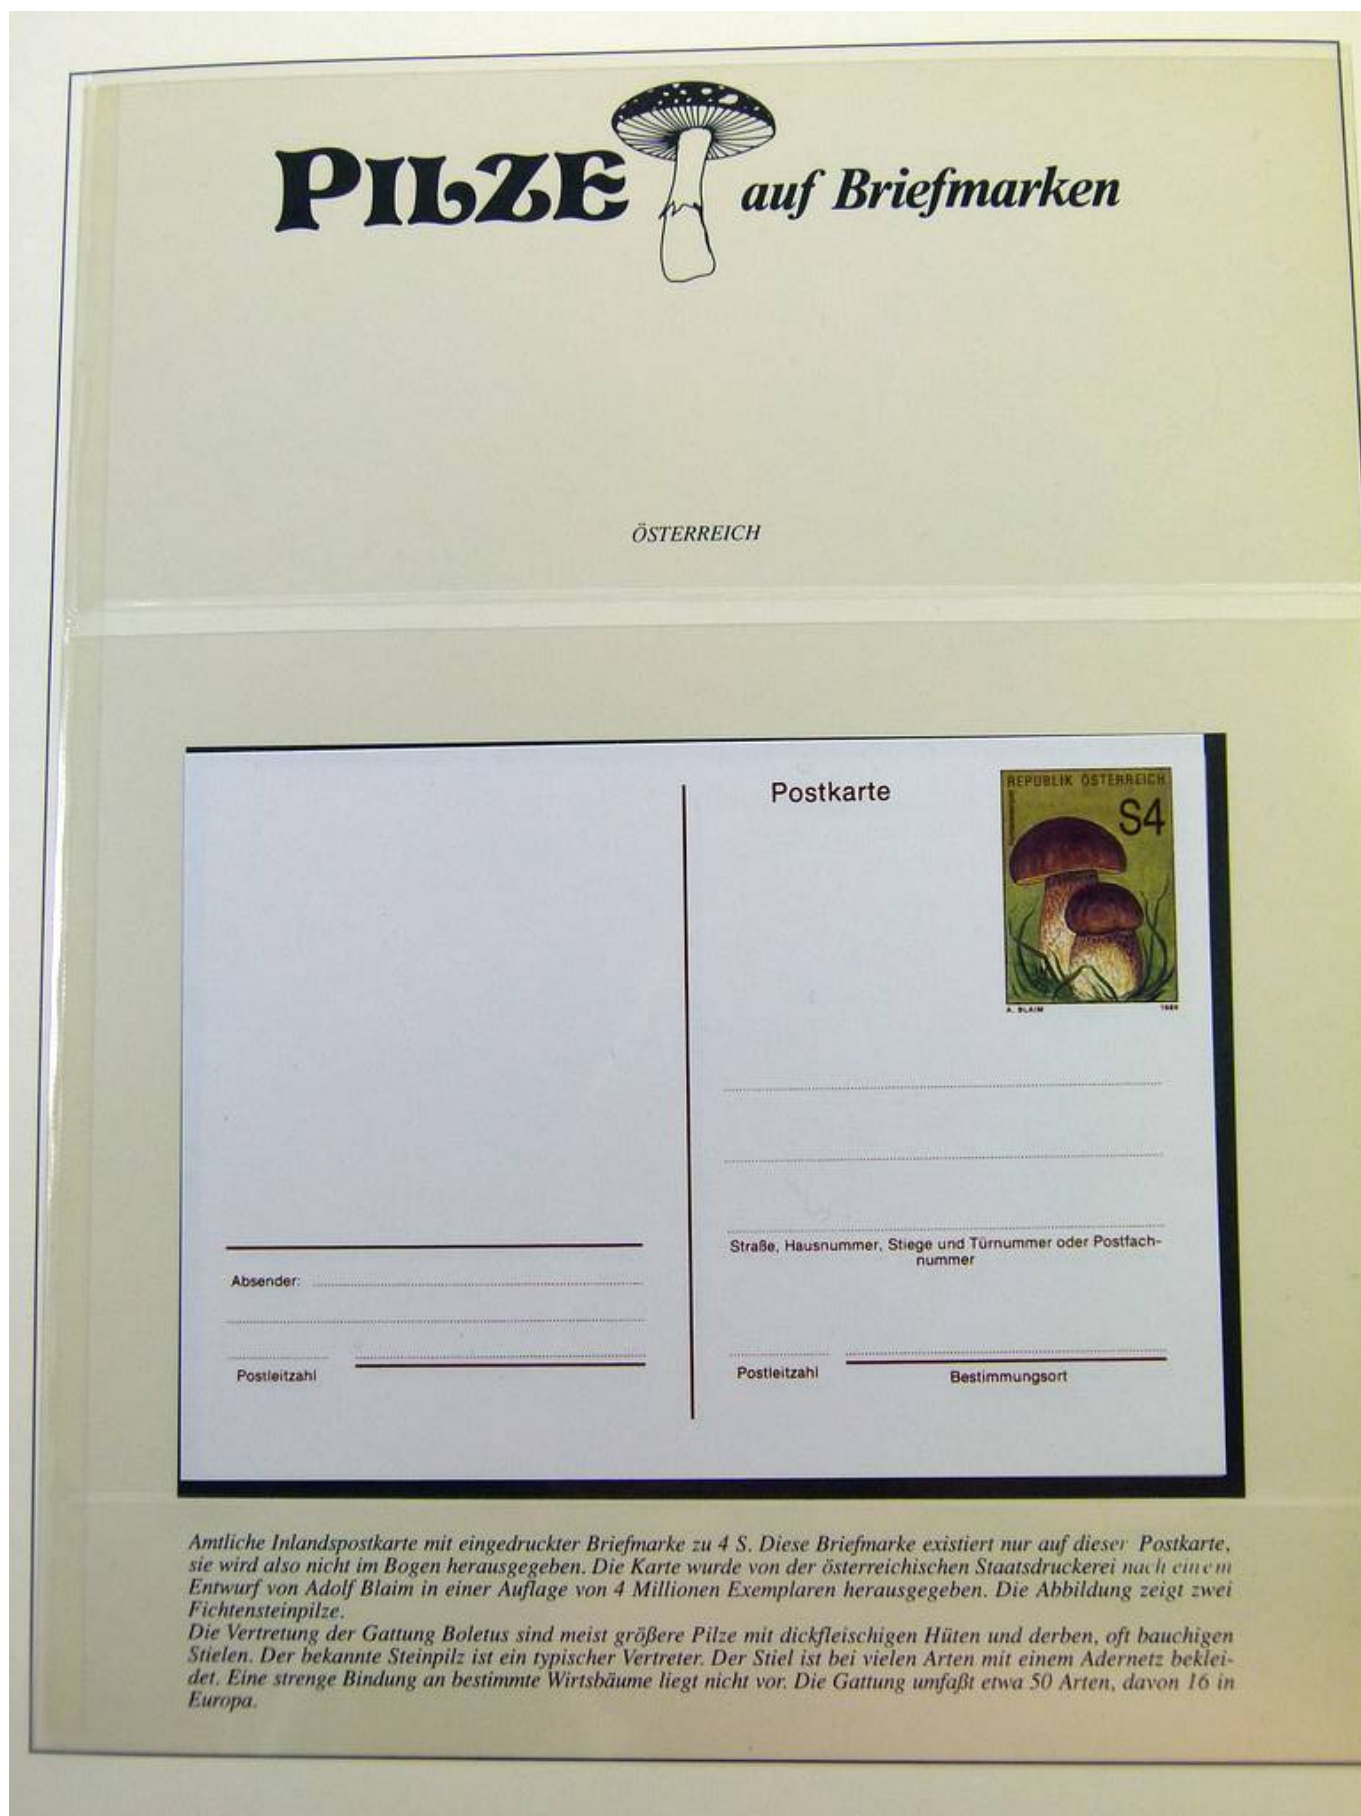 PILZE auf Briefmarken
ÖSTERREICH
Postkarte
REPUBLIK ÖSTERREICH
S4
A. BLAIM 1989
Straße, Hausnummer, Stiege und Türnummer oder Postfach-
nummer
Absender:
Postleitzahl
Postleitzahl
Bestimmungsort
Amtliche Inlandspostkarte mit eingedruckter Briefmarke zu 4 S. Diese Briefmarke existiert nur auf dieser Postkarte,
sie wird also nicht im Bogen herausgegeben. Die Karte wurde von der österreichischen Staatsdruckerei nach einem
Entwurf von Adolf Blaim in einer Auflage von 4 Millionen Exemplaren herausgegeben. Die Abbildung zeigt zwei
Fichtensteinpilze.
Die Vertretung der Gattung Boletus sind meist größere Pilze mit dickfleischigen Hüten und derben, oft bauchigen
Stielen. Der bekannte Steinpilz ist ein typischer Vertreter. Der Stiel ist bei vielen Arten mit einem Adernetz beklei-
det. Eine strenge Bindung an bestimmte Wirtsbäume liegt nicht vor. Die Gattung umfaßt etwa 50 Arten, davon 16 in
Europa.